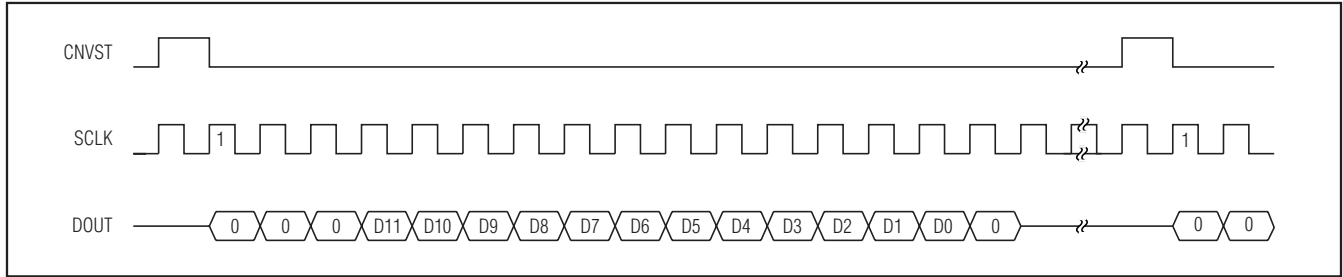 CNVST
SCLK 1 1
DOUT 0 0 0 D11 D10 D9 D8 D7 D6 D5 D4 D3 D2 D1 D0 0 0 0